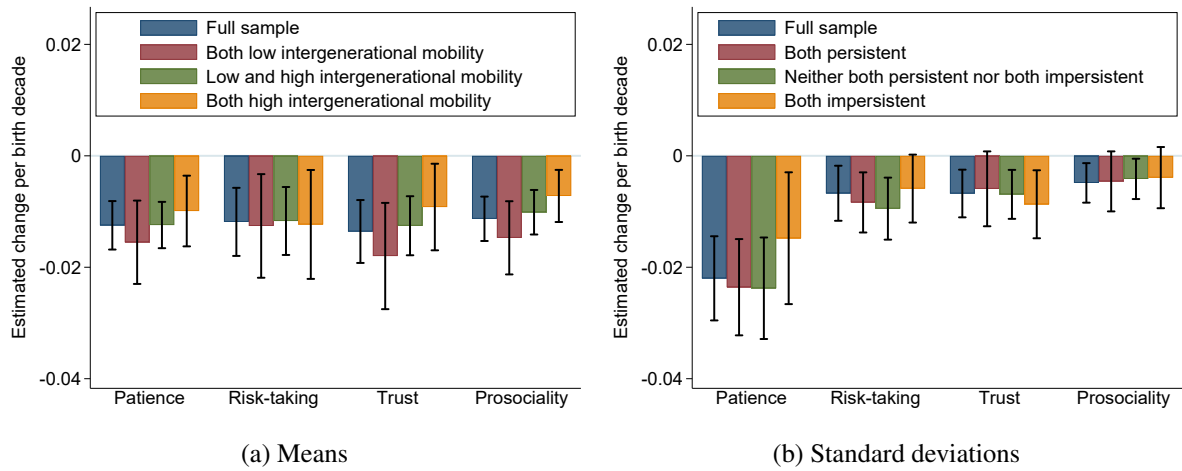 Full sample
Both low intergenerational mobility
Low and high intergenerational mobility
Both high intergenerational mobility
Estimated change per birth decade
0.02
0
-0.02
-0.04
Patience Risk-taking Trust Prosociality
(a) Means
Full sample
Both persistent
Neither both persistent nor both impersistent
Both impersistent
Estimated change per birth decade
0.02
0
-0.02
-0.04
Patience Risk-taking Trust Prosociality
(b) Standard deviations